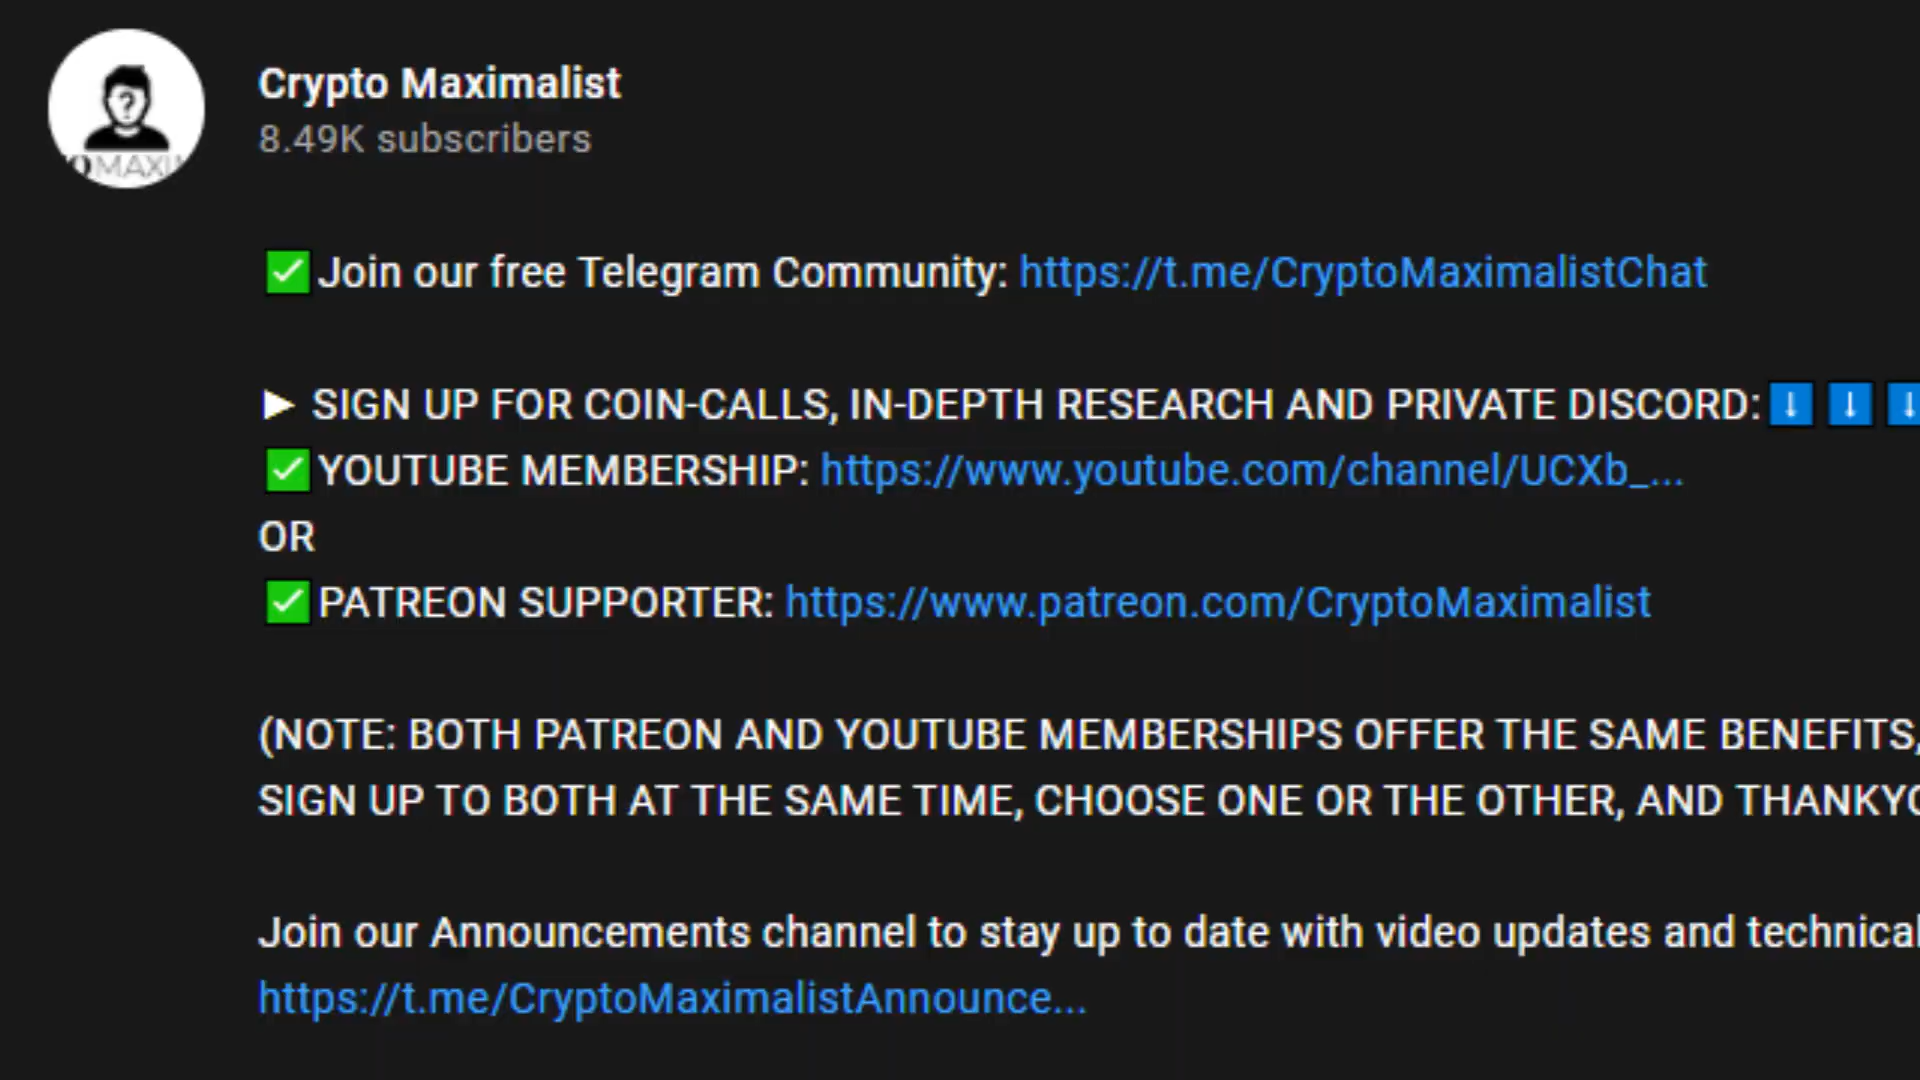 Crypto Maximalist
8.49K subscribers
?
OMAXI
✅Join our free Telegram Community: https://t.me/CryptoMaximalistChat
► SIGN UP FOR COIN-CALLS, IN-DEPTH RESEARCH AND PRIVATE DISCORD:⬇⬇⬇
✅YOUTUBE MEMBERSHIP: https://www.youtube.com/channel/UCXb_...
OR
✅PATREON SUPPORTER: https://www.patreon.com/CryptoMaximalist
(NOTE: BOTH PATREON AND YOUTUBE MEMBERSHIPS OFFER THE SAME BENEFITS,
SIGN UP TO BOTH AT THE SAME TIME, CHOOSE ONE OR THE OTHER, AND THANKYO
Join our Announcements channel to stay up to date with video updates and technical
https://t.me/CryptoMaximalistAnnounce...